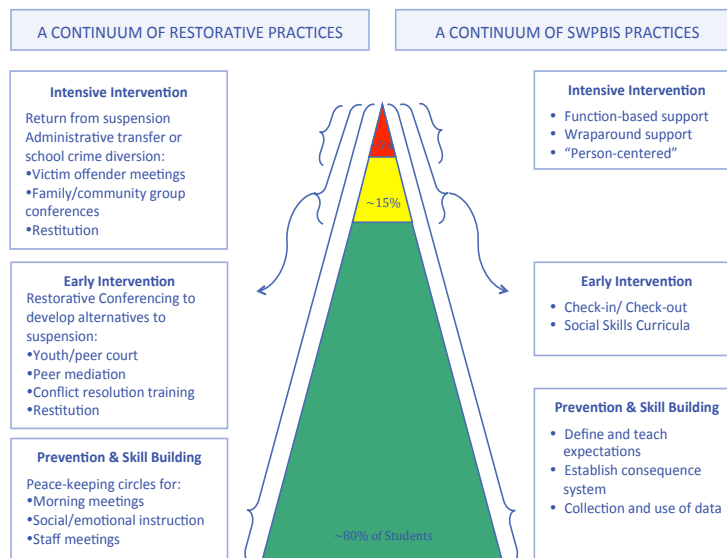 A CONTINUUM OF RESTORATIVE PRACTICES
A CONTINUUM OF SWPBIS PRACTICES
Intensive Intervention
Return from suspension
Administrative transfer or
school crime diversion:
•Victim offender meetings
•Family/community group
conferences
•Restitution
Early Intervention
Restorative Conferencing to
develop alternatives to
suspension:
•Youth/peer court
•Peer mediation
•Conflict resolution training
•Restitution
Prevention & Skill Building
Peace-keeping circles for:
•Morning meetings
•Social/emotional instruction
•Staff meetings
~15%
~80% of Students
Intensive Intervention
• Function-based support
• Wraparound support
• “Person-centered”
Early Intervention
• Check-in/ Check-out
• Social Skills Curricula
Prevention & Skill Building
• Define and teach
expectations
• Establish consequence
system
• Collection and use of data